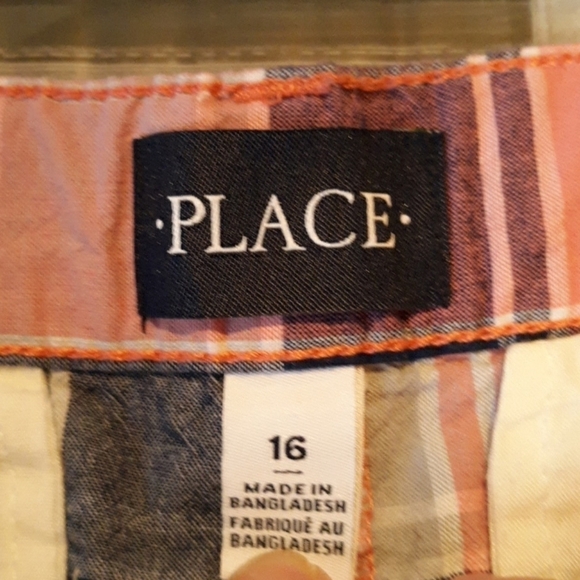 ·PLACE·
16
MADE IN
BANGLADESH
FABRIQUÉ AU
BANGLADESH